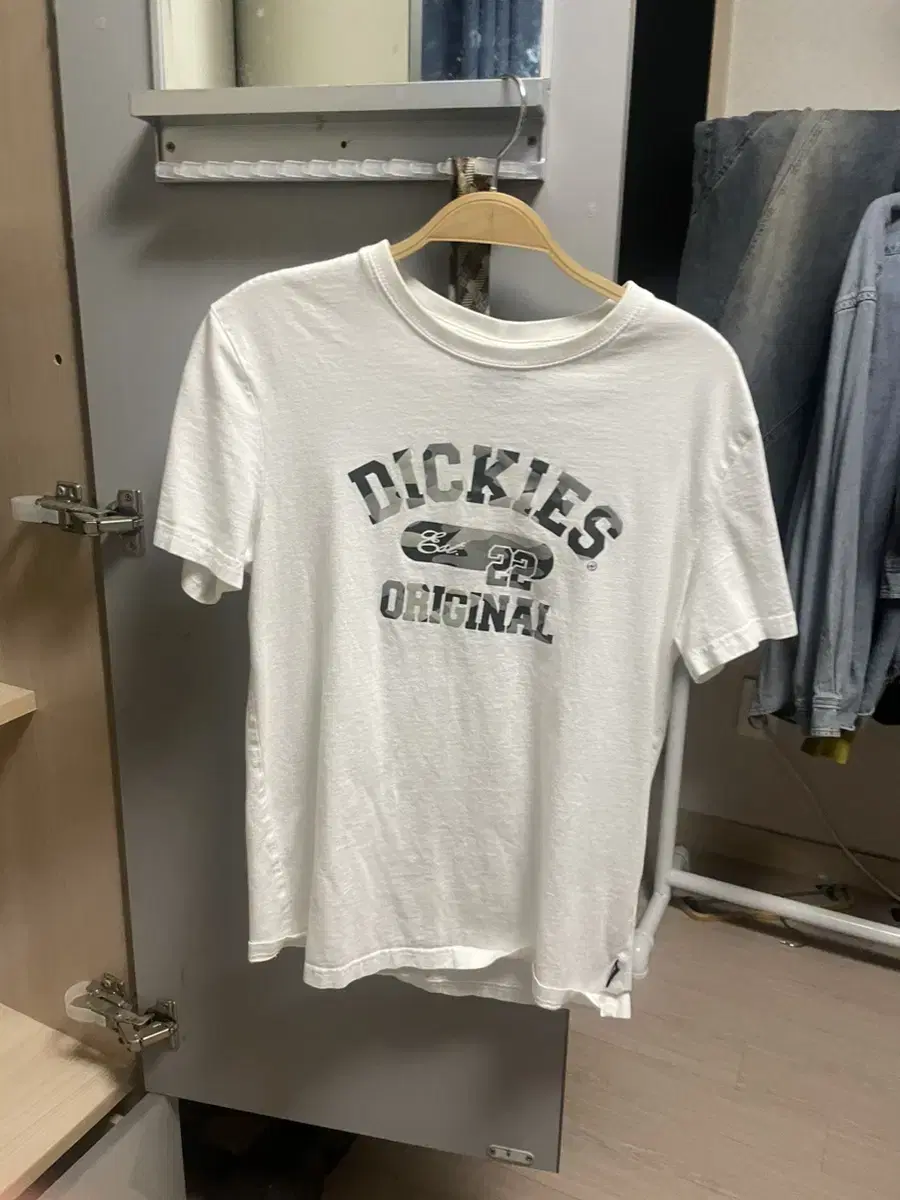 DICKIES
Est. 22
ORIGINAL